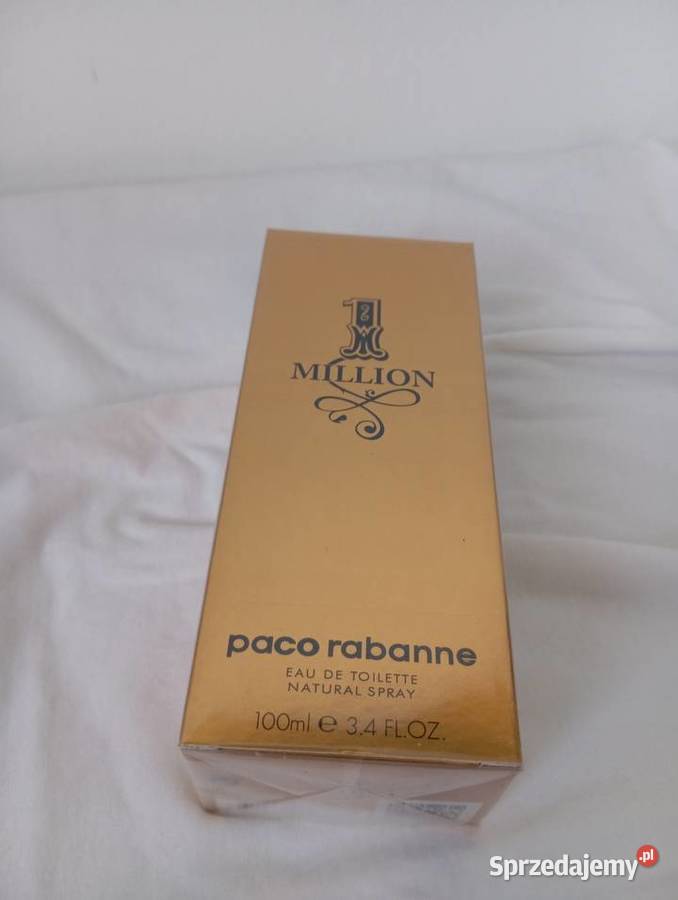 1
MILLION
paco rabanne
EAU DE TOILETTE
NATURAL SPRAY
100ml e 3.4 FL.OZ.
Sprzedajemy.pl